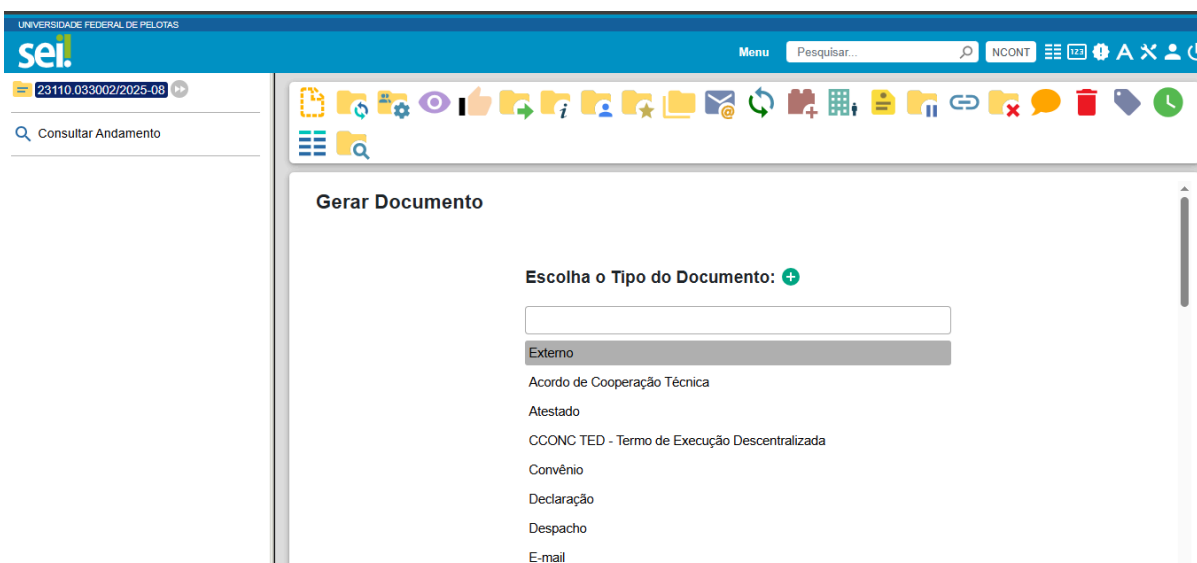 UNIVERSIDADE FEDERAL DE PELOTAS
sei!
Menu
Pesquisar...
NCONT
123
23110.033002/2025-08
Consultar Andamento
Gerar Documento
Escolha o Tipo do Documento:
Externo
Acordo de Cooperação Técnica
Atestado
CCONC TED - Termo de Execução Descentralizada
Convênio
Declaração
Despacho
E-mail